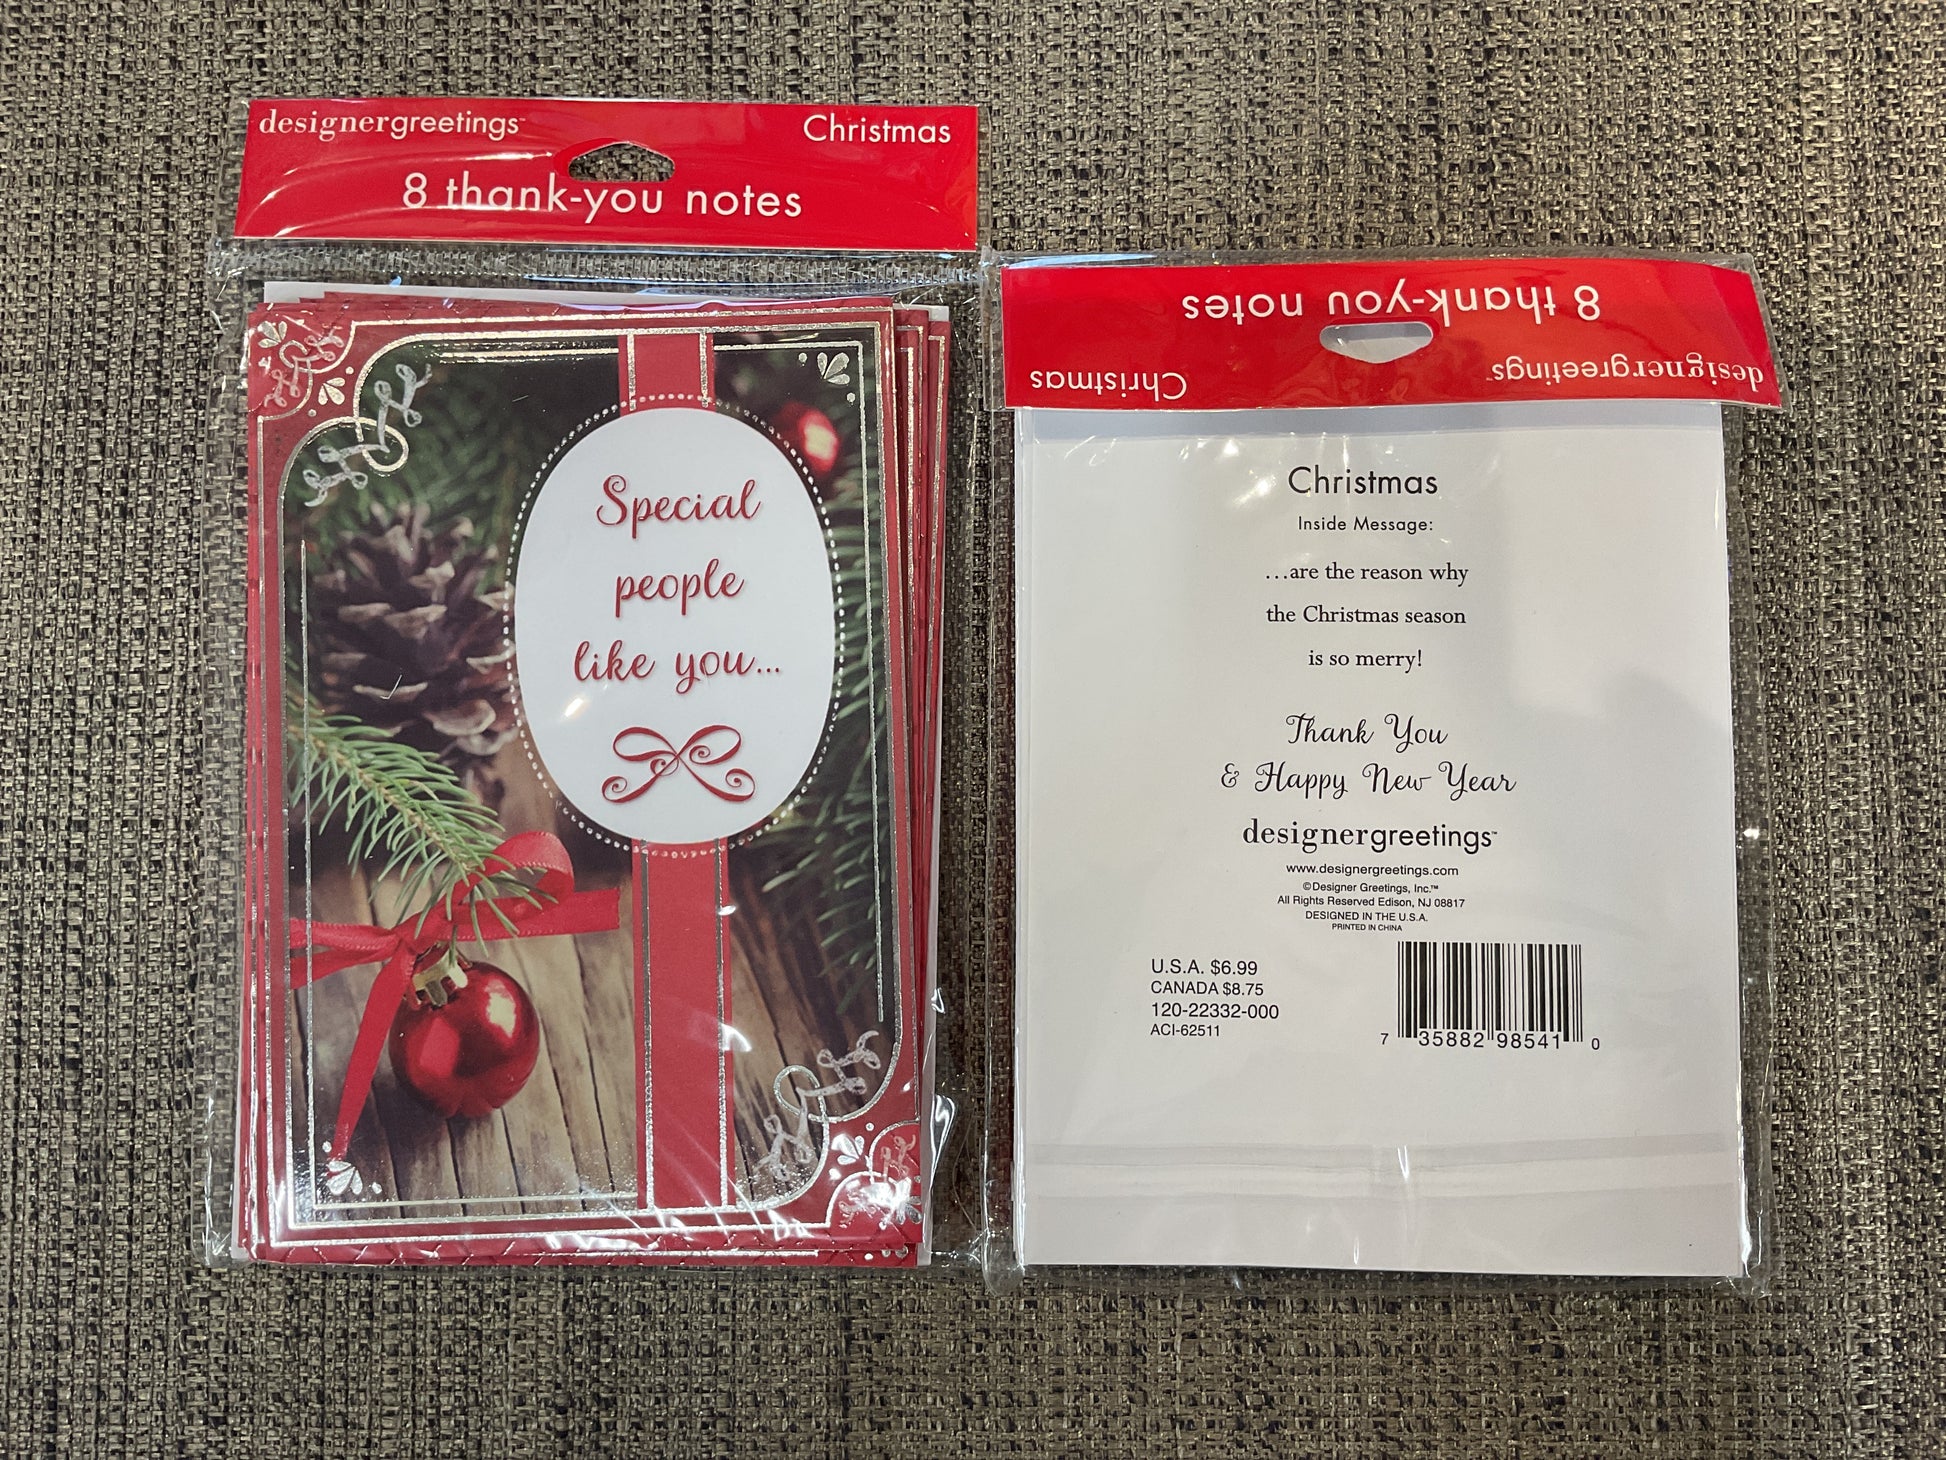 designergreetings™
Christmas
8 thank-you notes
Special
people
like you...
8 thank-you notes
designergreetings™
Christmas
Christmas
Inside Message:
...are the reason why
the Christmas season
is so merry!
Thank You
& Happy New Year
designergreetings™
www.designergreetings.com
©Designer Greetings, Inc.™
All Rights Reserved Edison, NJ 08817
DESIGNED IN THE U.S.A.
PRINTED IN CHINA
U.S.A. $6.99
CANADA $8.75
120-22332-000
ACI-62511
7 35882 98541 0